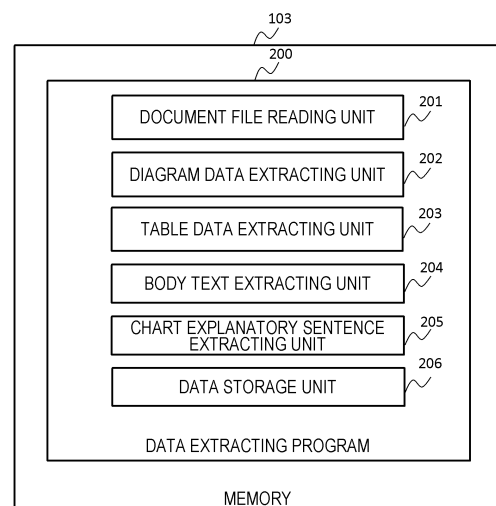 103
200
DOCUMENT FILE READING UNIT
201
DIAGRAM DATA EXTRACTING UNIT
202
TABLE DATA EXTRACTING UNIT
203
BODY TEXT EXTRACTING UNIT
204
CHART EXPLANATORY SENTENCE
EXTRACTING UNIT
205
DATA STORAGE UNIT
206
DATA EXTRACTING PROGRAM
MEMORY